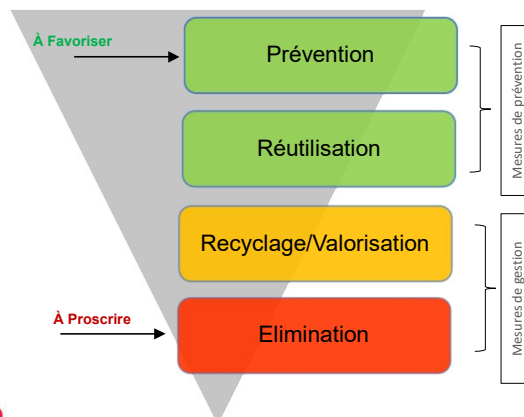 À Favoriser
Prévention
Réutilisation
Mesures de prévention
Recyclage/Valorisation
À Proscrire
Elimination
Mesures de gestion